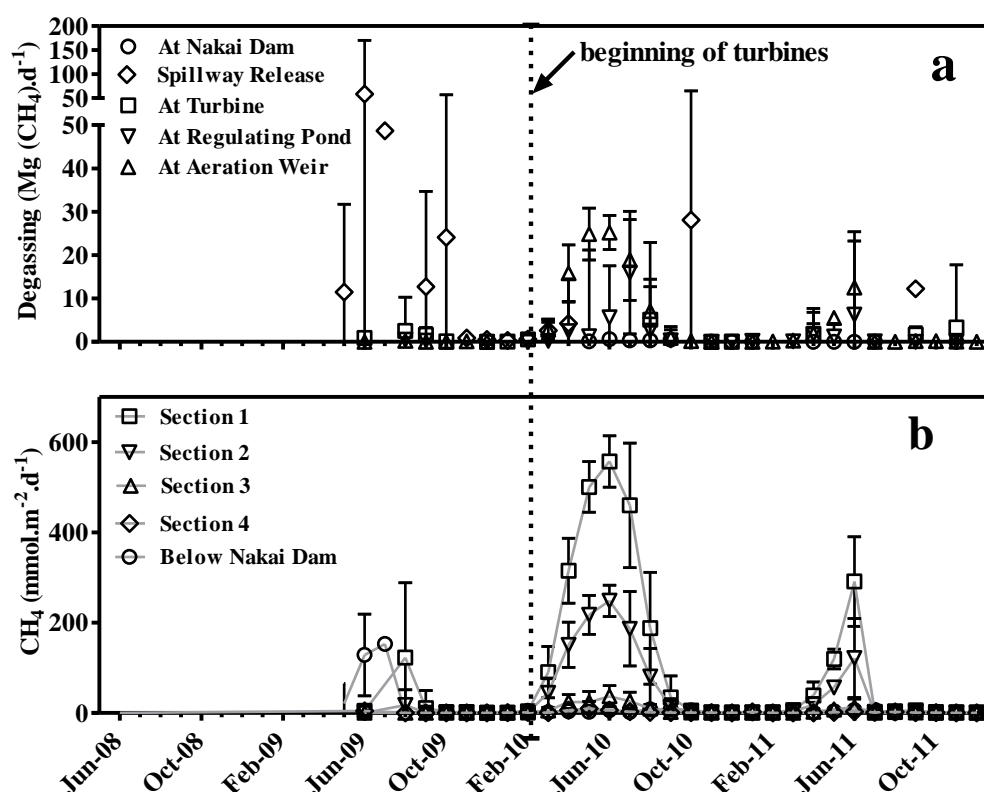 200
150
100
50
50
40
30
20
10
0
Degassing (Mg (CH4).d-1)
At Nakai Dam
Spillway Release
At Turbine
At Regulating Pond
At Aeration Weir
beginning of turbines
a
600
400
200
0
CH4 (mmol.m-2.d-1)
Section 1
Section 2
Section 3
Section 4
Below Nakai Dam
b
Jun-08
Oct-08
Feb-09
Jun-09
Oct-09
Feb-10
Jun-10
Oct-10
Feb-11
Jun-11
Oct-11